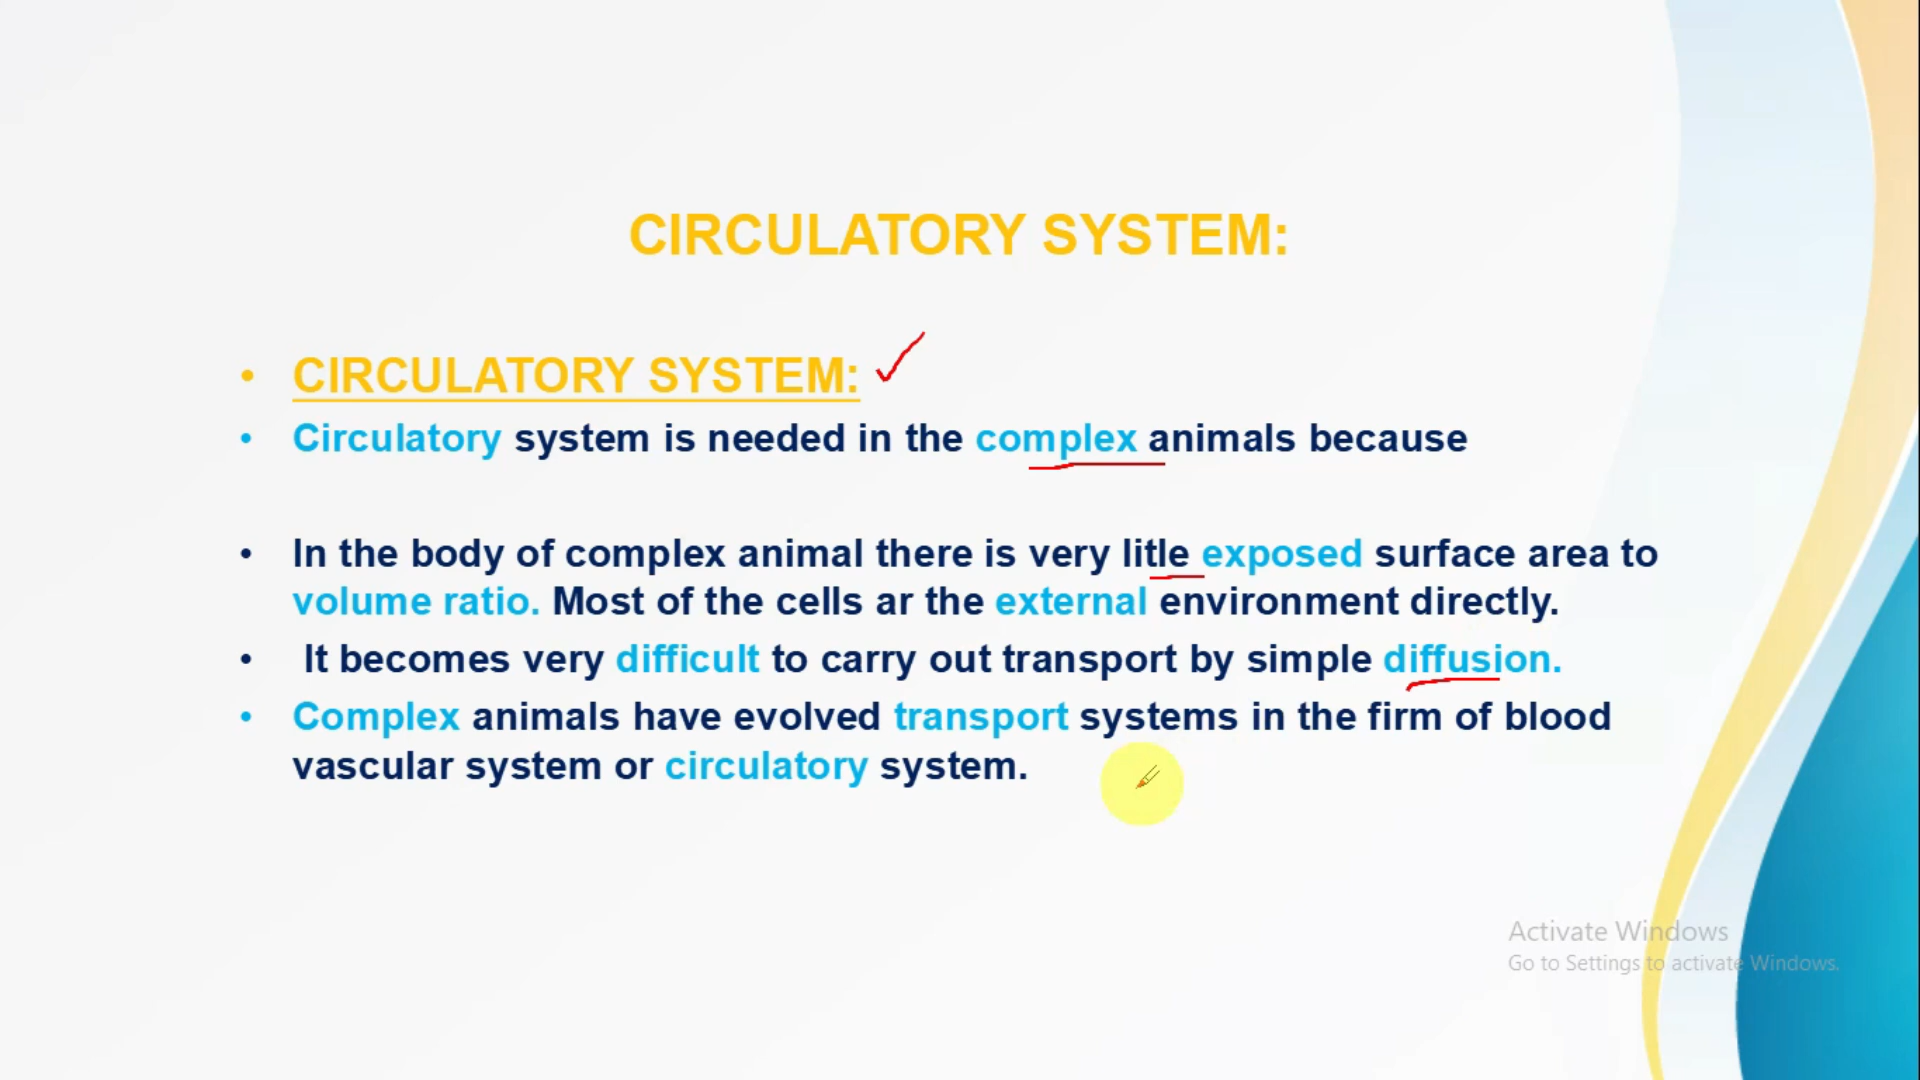 CIRCULATORY SYSTEM:
• CIRCULATORY SYSTEM:
• Circulatory system is needed in the complex animals because
• In the body of complex animal there is very litle exposed surface area to
volume ratio. Most of the cells ar the external environment directly.
• It becomes very difficult to carry out transport by simple diffusion.
• Complex animals have evolved transport systems in the firm of blood
vascular system or circulatory system.
Activate Windows
Go to Settings to activate Windows.